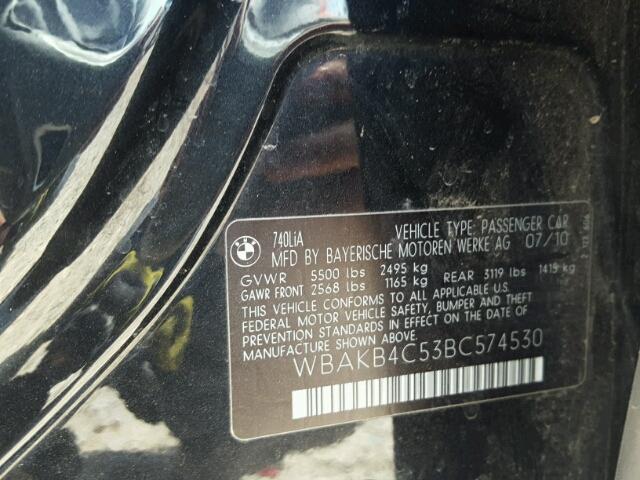 BMW
740LiA VEHICLE TYPE: PASSENGER CAR
MFD BY BAYERISCHE MOTOREN WERKE AG 07/10
GVWR 5500 lbs 2495 kg
GAWR FRONT 2568 lbs 1165 kg REAR 3119 lbs 1415 kg
THIS VEHICLE CONFORMS TO ALL APPLICABLE U.S.
FEDERAL MOTOR VEHICLE SAFETY, BUMPER AND THEFT
PREVENTION STANDARDS IN EFFECT ON THE DATE OF
MANUFACTURE SHOWN ABOVE.
WBAKB4C53BC574530